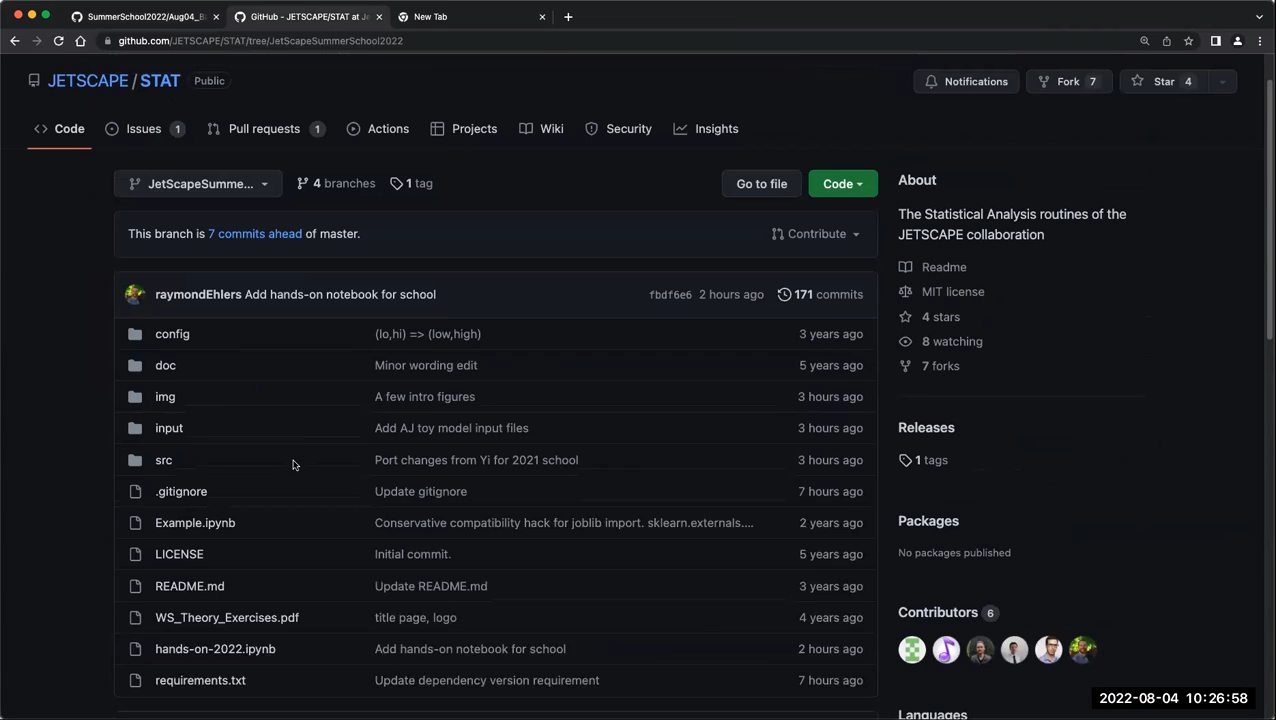 SummerSchool2022/Aug04_B
GitHub - JETSCAPE/STAT at J
New Tab
github.com/JETSCAPE/STAT/tree/JetScapeSummerSchool2022
JETSCAPE / STAT Public
Notifications
Fork 7
Star 4
Code
Issues 1
Pull requests 1
Actions
Projects
Wiki
Security
Insights
JetScapeSumme...
4 branches
1 tag
Go to file
Code
This branch is 7 commits ahead of master.
Contribute
raymondEhlers Add hands-on notebook for school fbdf6e6 2 hours ago 171 commits
config (lo,hi) => (low,high) 3 years ago
doc Minor wording edit 5 years ago
img A few intro figures 3 hours ago
input Add AJ toy model input files 3 hours ago
src Port changes from Yi for 2021 school 3 hours ago
.gitignore Update gitignore 7 hours ago
Example.ipynb Conservative compatibility hack for joblib import. sklearn.externals.... 2 years ago
LICENSE Initial commit. 5 years ago
README.md Update README.md 3 years ago
WS_Theory_Exercises.pdf title page, logo 4 years ago
hands-on-2022.ipynb Add hands-on notebook for school 2 hours ago
requirements.txt Update dependency version requirement 7 hours ago
About
The Statistical Analysis routines of the
JETSCAPE collaboration
Readme
MIT license
4 stars
8 watching
7 forks
Releases
1 tags
Packages
No packages published
Contributors 6
Languages
2022-08-04 10:26:58